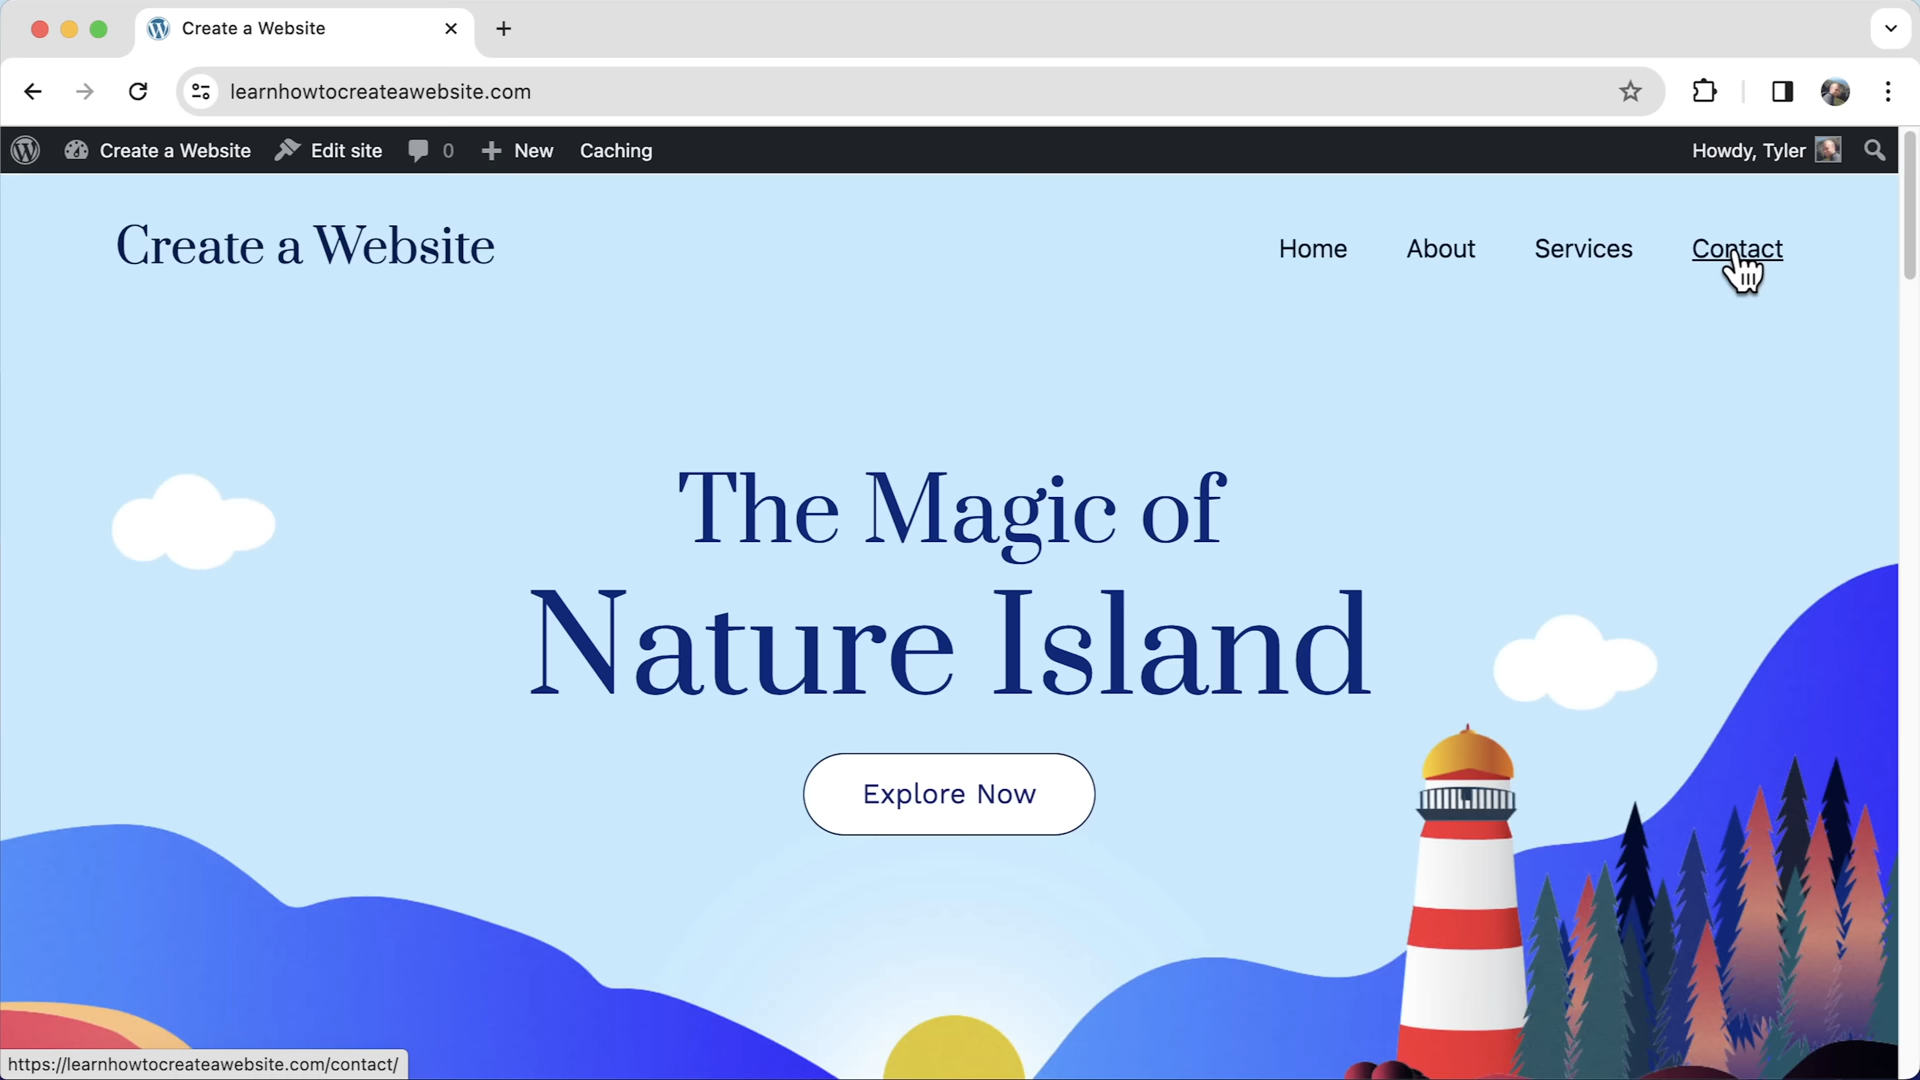 Create a Website
learnhowtocreateawebsite.com
Create a Website Edit site 0 New Caching Howdy, Tyler
Create a Website Home About Services Contact
The Magic of
Nature Island
Explore Now
https://learnhowtocreateawebsite.com/contact/